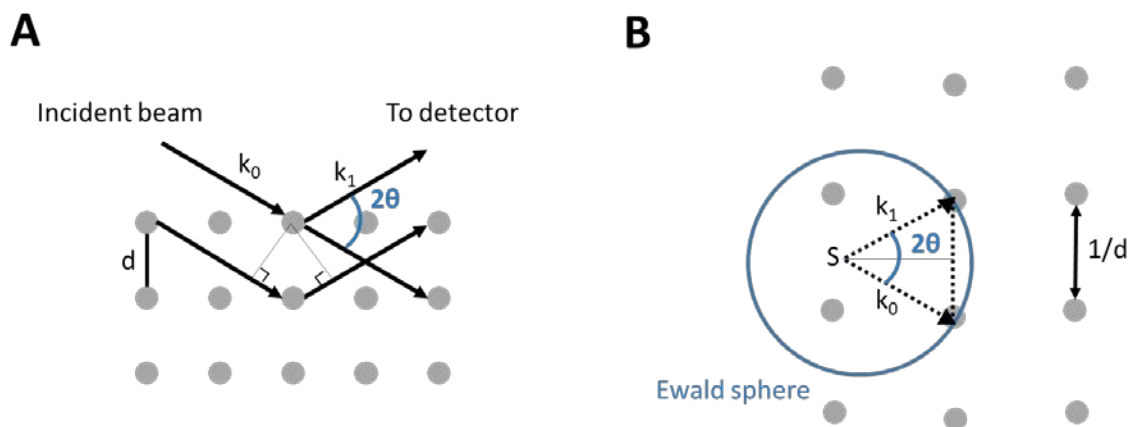 A
Incident beam
To detector
k₀
k₁
2θ
d
B
k₁
S
2θ
k₀
1/d
Ewald sphere